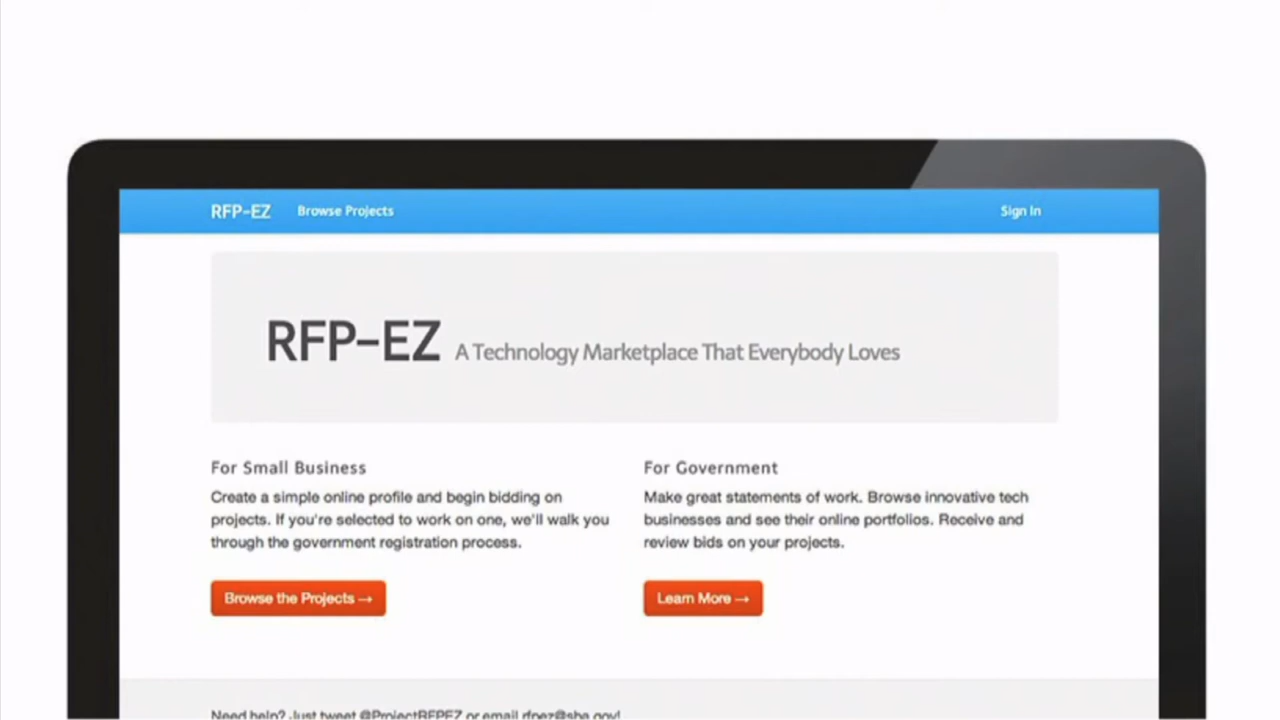 RFP-EZ Browse Projects Sign In
RFP-EZ A Technology Marketplace That Everybody Loves
For Small Business
Create a simple online profile and begin bidding on
projects. If you're selected to work on one, we'll walk you
through the government registration process.
Browse the Projects →
For Government
Make great statements of work. Browse innovative tech
businesses and see their online portfolios. Receive and
review bids on your projects.
Learn More →
Need help? Just tweet @ProjectRFPEZ or email rfpez@sba.gov!